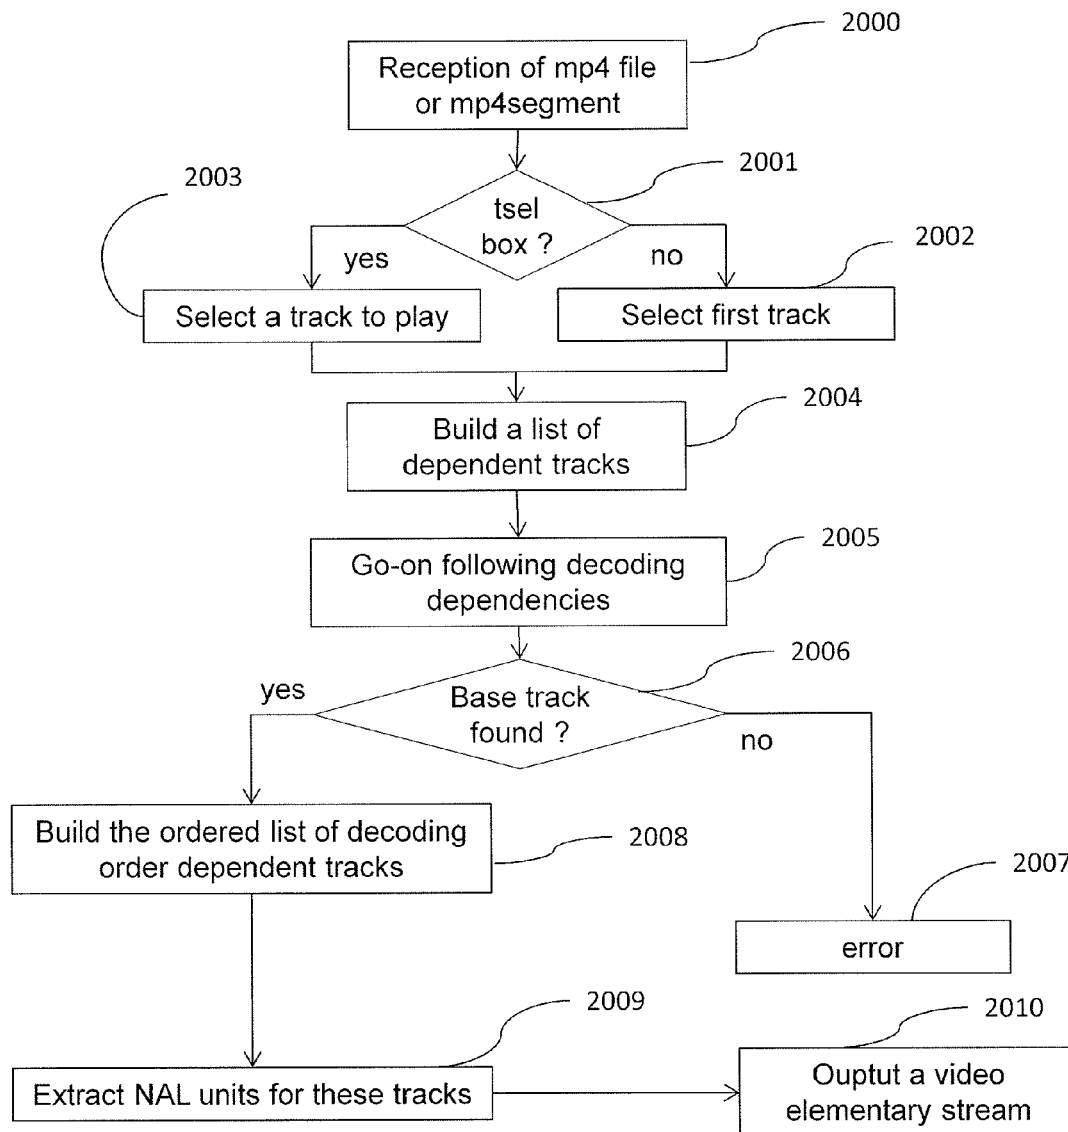 2000
Reception of mp4 file
or mp4segment
2001
tsel
box ?
2003
yes
no
2002
Select a track to play
Select first track
2004
Build a list of
dependent tracks
2005
Go-on following decoding
dependencies
2006
Base track
found ?
yes
no
Build the ordered list of decoding
order dependent tracks
2008
2007
error
2009
Extract NAL units for these tracks
2010
Ouptut a video
elementary stream